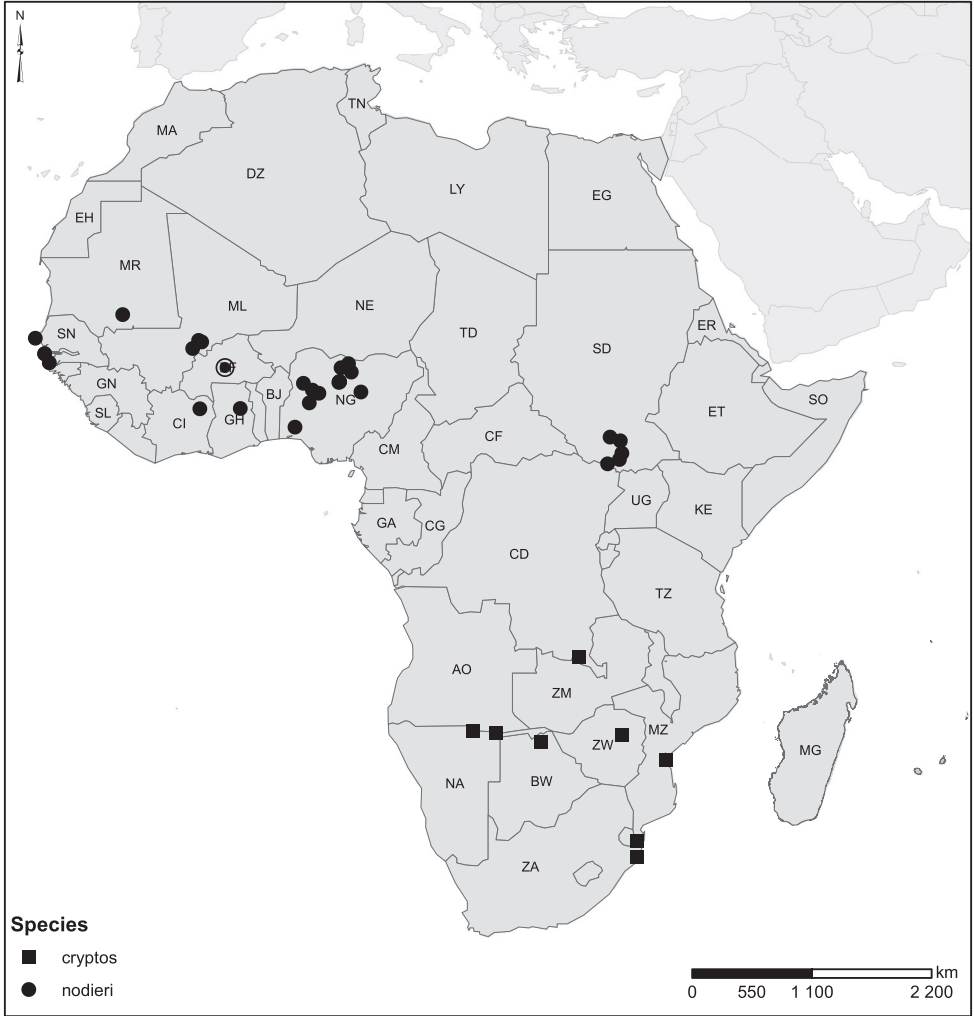 N
TN
MA
DZ
LY
EG
EH
MR
ML
NE
TD
SD
ER
SN
GN
SL
CI
GH
BJ
NG
CM
CF
ET
SO
GA
CG
CD
UG
KE
TZ
AO
ZM
MZ
ZW
NA
BW
MG
ZA
Species
cryptos
nodieri
km
0 550 1 100 2 200